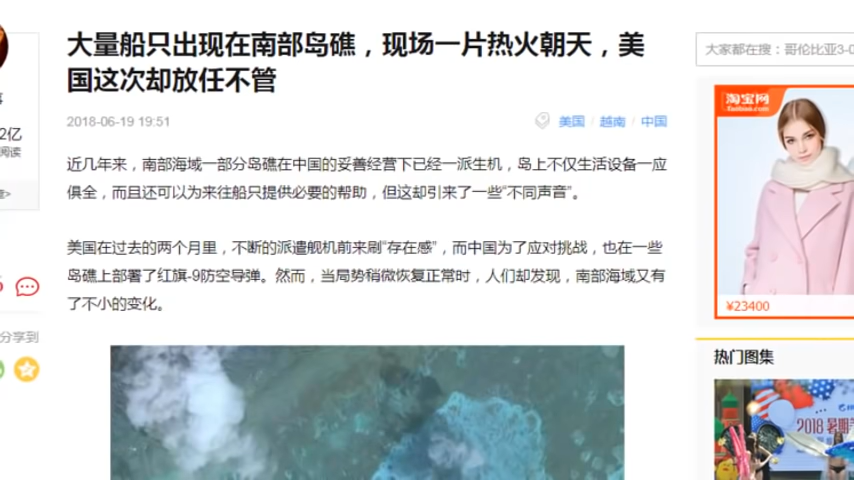 大量船只出现在南部岛礁，现场一片热火朝天，美
国这次却放任不管
2018-06-19 19:51
美国 / 越南 / 中国
近几年来，南部海域一部分岛礁在中国的妥善经营下已经一派生机，岛上不仅生活设备一应
俱全，而且还可以为来往船只提供必要的帮助，但这却引来了一些“不同声音”。
美国在过去的两个月里，不断的派遣舰机前来刷“存在感”，而中国为了应对挑战，也在一些
岛礁上部署了红旗-9防空导弹。然而，当局势稍微恢复正常时，人们却发现，南部海域又有
了不小的变化。
2亿
阅读
分享到
大家都在搜：哥伦比亚3-0
淘宝网
Taobao.com
¥23400
热门图集
2018